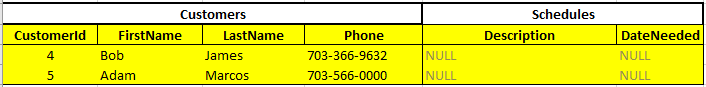 Customers Schedules
CustomerId FirstName LastName Phone Description DateNeeded
4 Bob James 703-366-9632 NULL NULL
5 Adam Marcos 703-566-0000 NULL NULL